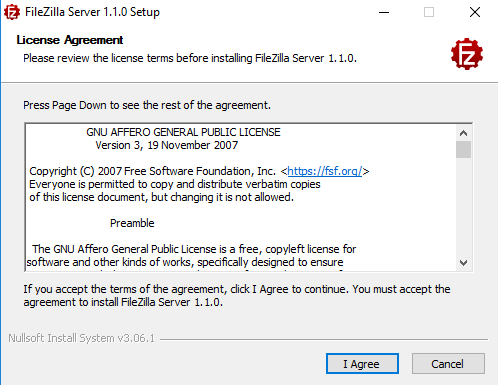 FileZilla Server 1.1.0 Setup
License Agreement
Please review the license terms before installing FileZilla Server 1.1.0.
Press Page Down to see the rest of the agreement.
GNU AFFERO GENERAL PUBLIC LICENSE
Version 3, 19 November 2007
Copyright (C) 2007 Free Software Foundation, Inc. <https://fsf.org/>
Everyone is permitted to copy and distribute verbatim copies
of this license document, but changing it is not allowed.
Preamble
The GNU Affero General Public License is a free, copyleft license for
software and other kinds of works, specifically designed to ensure
If you accept the terms of the agreement, click I Agree to continue. You must accept the
agreement to install FileZilla Server 1.1.0.
Nullsoft Install System v3.06.1
I Agree
Cancel